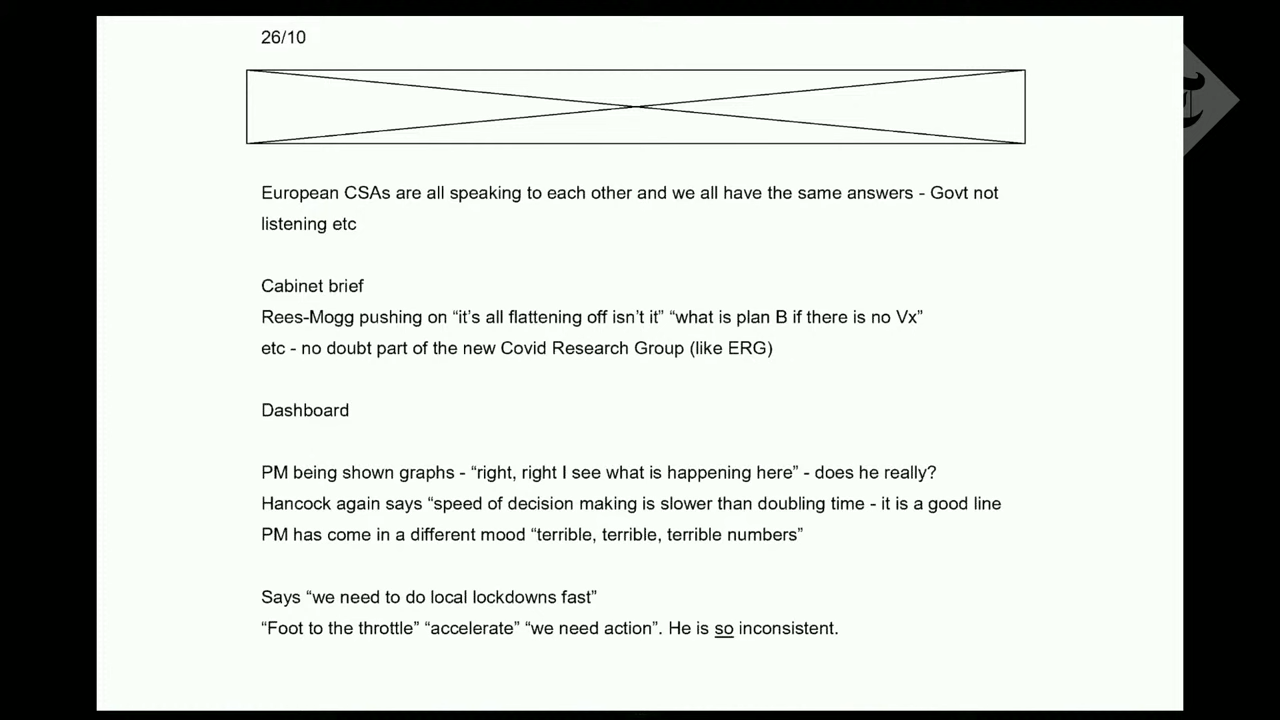 26/10
European CSAs are all speaking to each other and we all have the same answers - Govt not
listening etc
Cabinet brief
Rees-Mogg pushing on “it’s all flattening off isn’t it” “what is plan B if there is no Vx”
etc - no doubt part of the new Covid Research Group (like ERG)
Dashboard
PM being shown graphs - “right, right I see what is happening here” - does he really?
Hancock again says “speed of decision making is slower than doubling time - it is a good line
PM has come in a different mood “terrible, terrible, terrible numbers”
Says “we need to do local lockdowns fast”
“Foot to the throttle” “accelerate” “we need action”. He is so inconsistent.